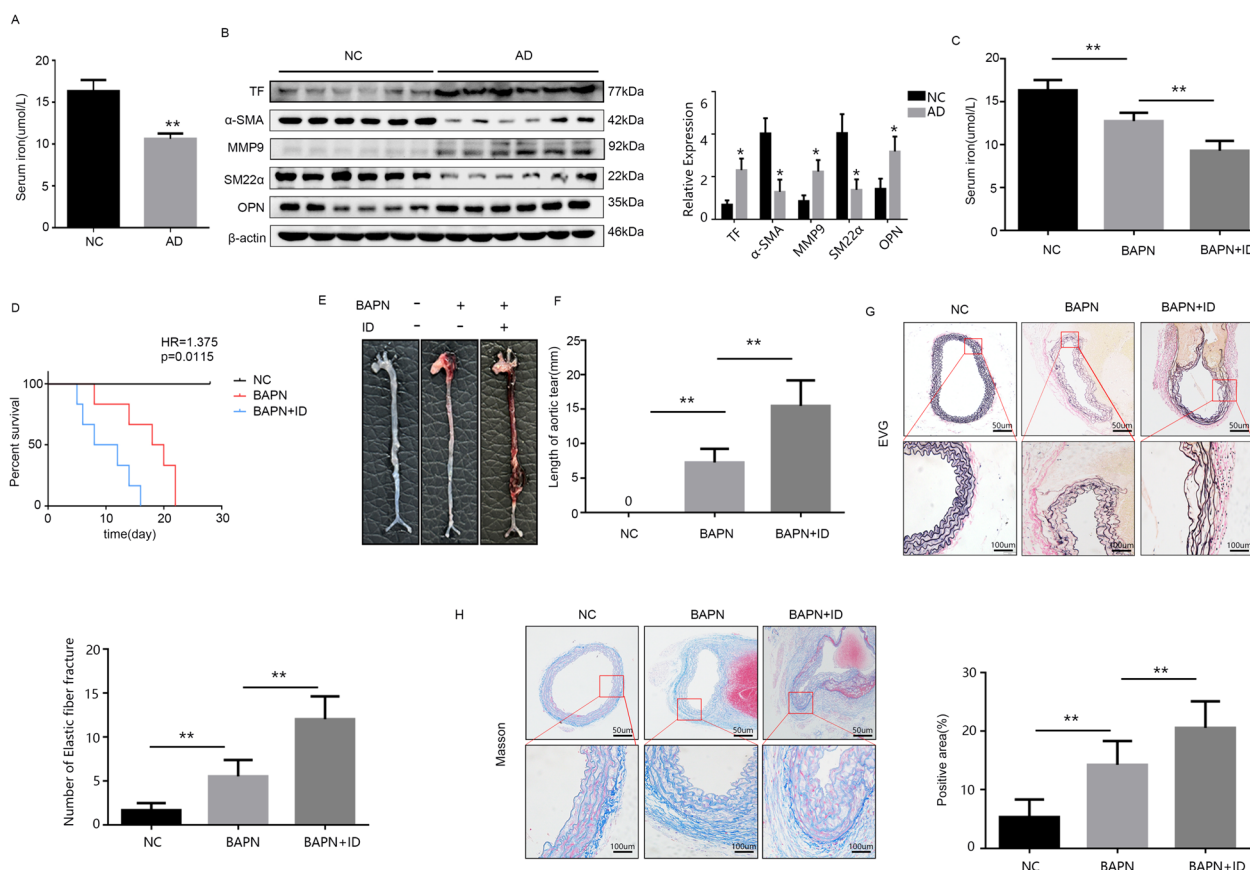 A
Serum iron(umol/L)
20
15
10
5
0
**
NC
AD
B
NC
AD
TF
77kDa
α-SMA
42kDa
MMP9
92kDa
SM22α
22kDa
OPN
35kDa
β-actin
46kDa
Relative Expression
6
4
2
0
NC
AD
*
*
*
*
*
TF
α-SMA
MMP9
SM22α
OPN
C
Serum iron(umol/L)
20
15
10
5
0
**
**
NC
BAPN
BAPN+ID
D
HR=1.375
p=0.0115
NC
BAPN
BAPN+ID
Percent survival
100
50
0
0
10
20
30
time(day)
E
BAPN - + +
ID - - +
F
Length of aortic tear(mm)
25
20
15
10
5
0
0
**
**
NC
BAPN
BAPN+ID
G
NC
BAPN
BAPN+ID
EVG
50um
50um
50um
100um
100um
100um
Number of Elastic fiber fracture
20
15
10
5
0
**
**
NC
BAPN
BAPN+ID
H
NC
BAPN
BAPN+ID
Masson
50um
50um
50um
100um
100um
100um
Positive area(%)
30
20
10
0
**
**
NC
BAPN
BAPN+ID